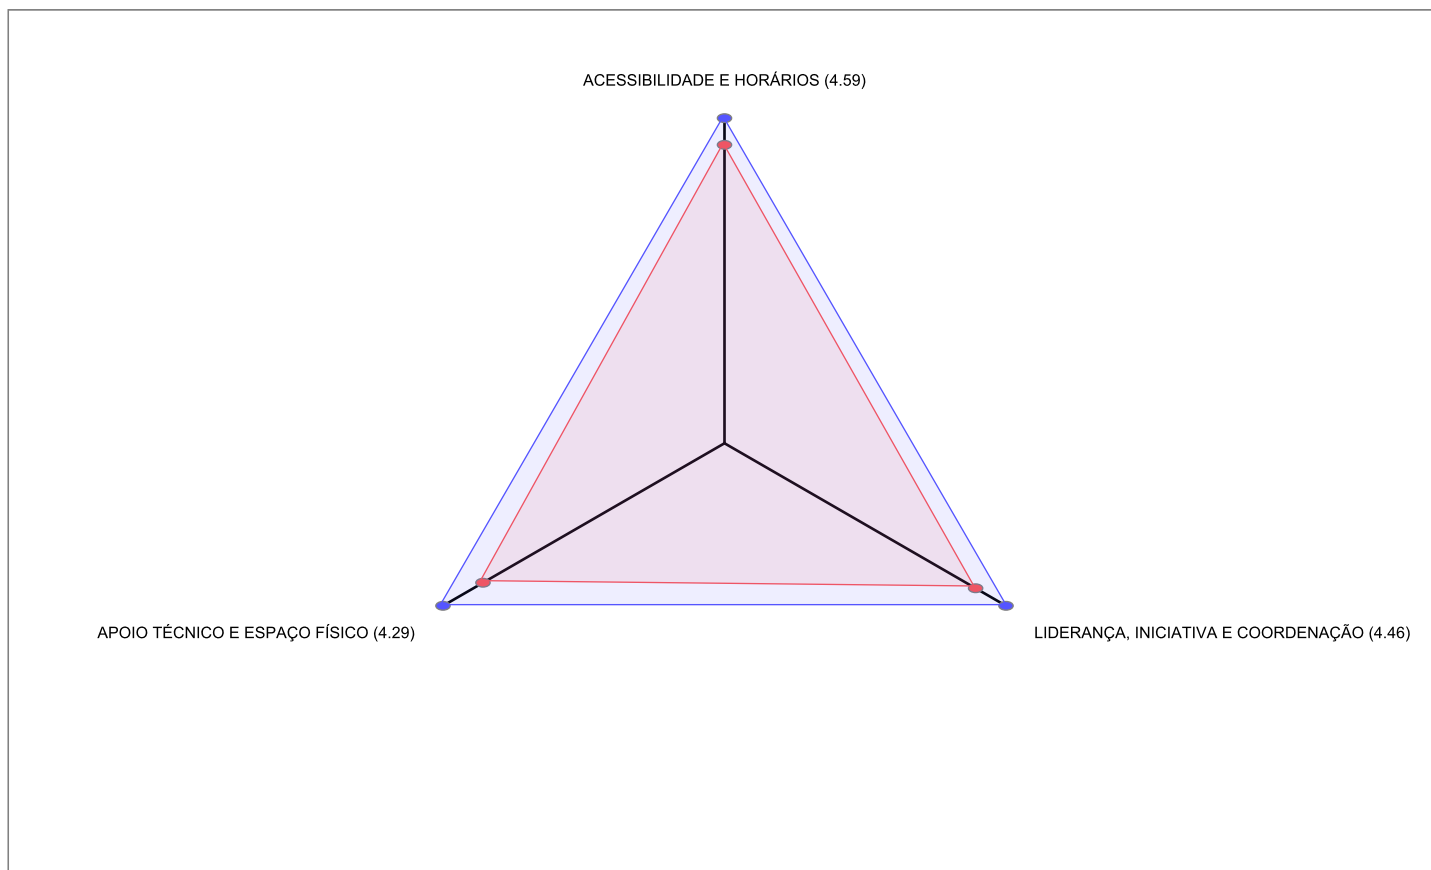 ACESSIBILIDADE E HORÁRIOS (4.59)
APOIO TÉCNICO E ESPAÇO FÍSICO (4.29)
LIDERANÇA, INICIATIVA E COORDENAÇÃO (4.46)